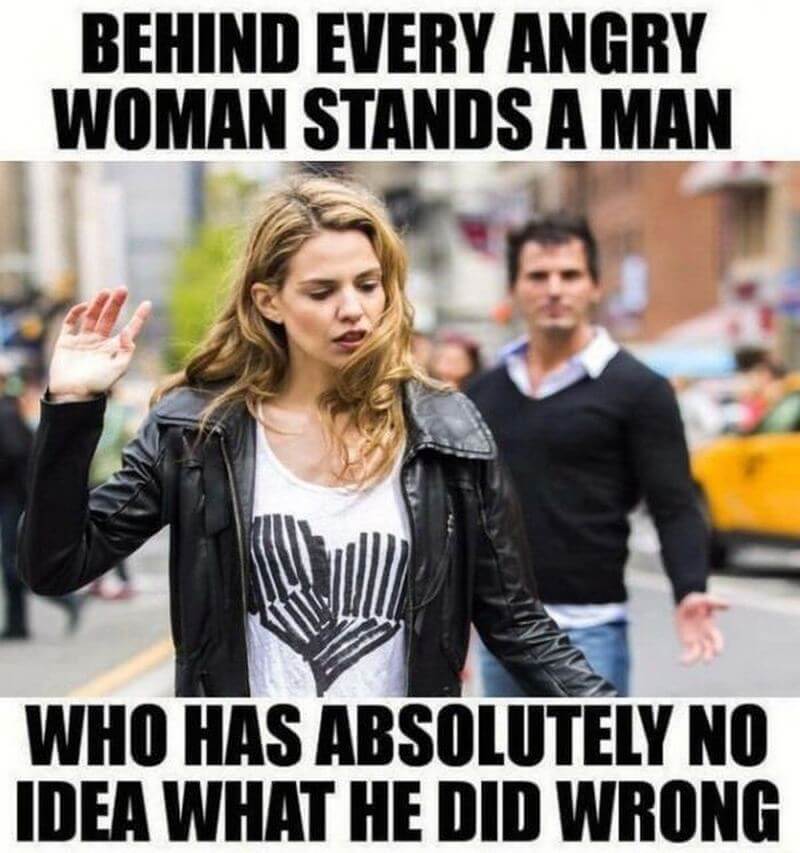 BEHIND EVERY ANGRY
WOMAN STANDS A MAN
WHO HAS ABSOLUTELY NO
IDEA WHAT HE DID WRONG